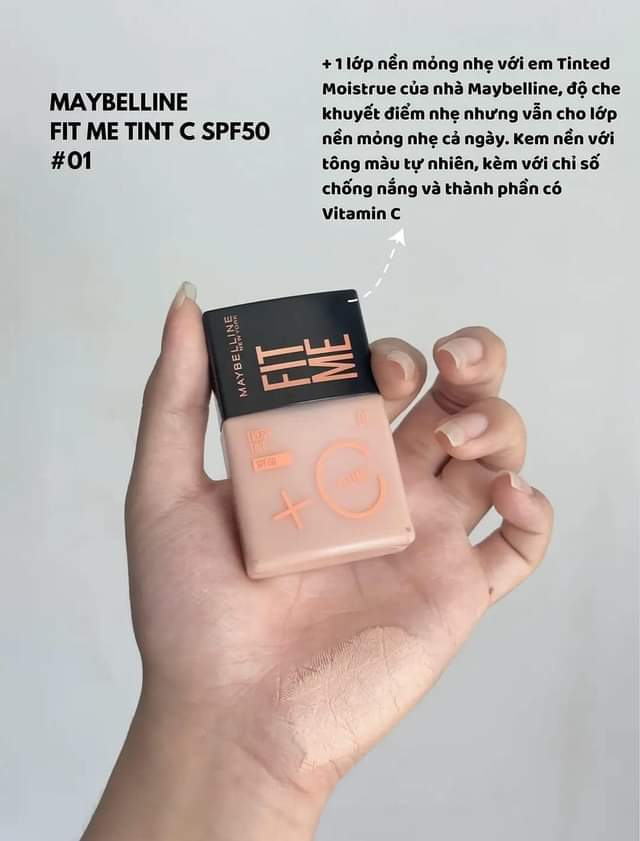 MAYBELLINE
FIT ME TINT C SPF50
#01
+ 1 lớp nền mỏng nhẹ với em Tinted
Moistrue của nhà Maybelline, độ che
khuyết điểm nhẹ nhưng vẫn cho lớp
nền mỏng nhẹ cả ngày. Kem nền với
tông màu tự nhiên, kèm với chỉ số
chống nắng và thành phần có
Vitamin C
MAYBELLINE
NEW YORK
FIT
ME
SPF 50
+
C